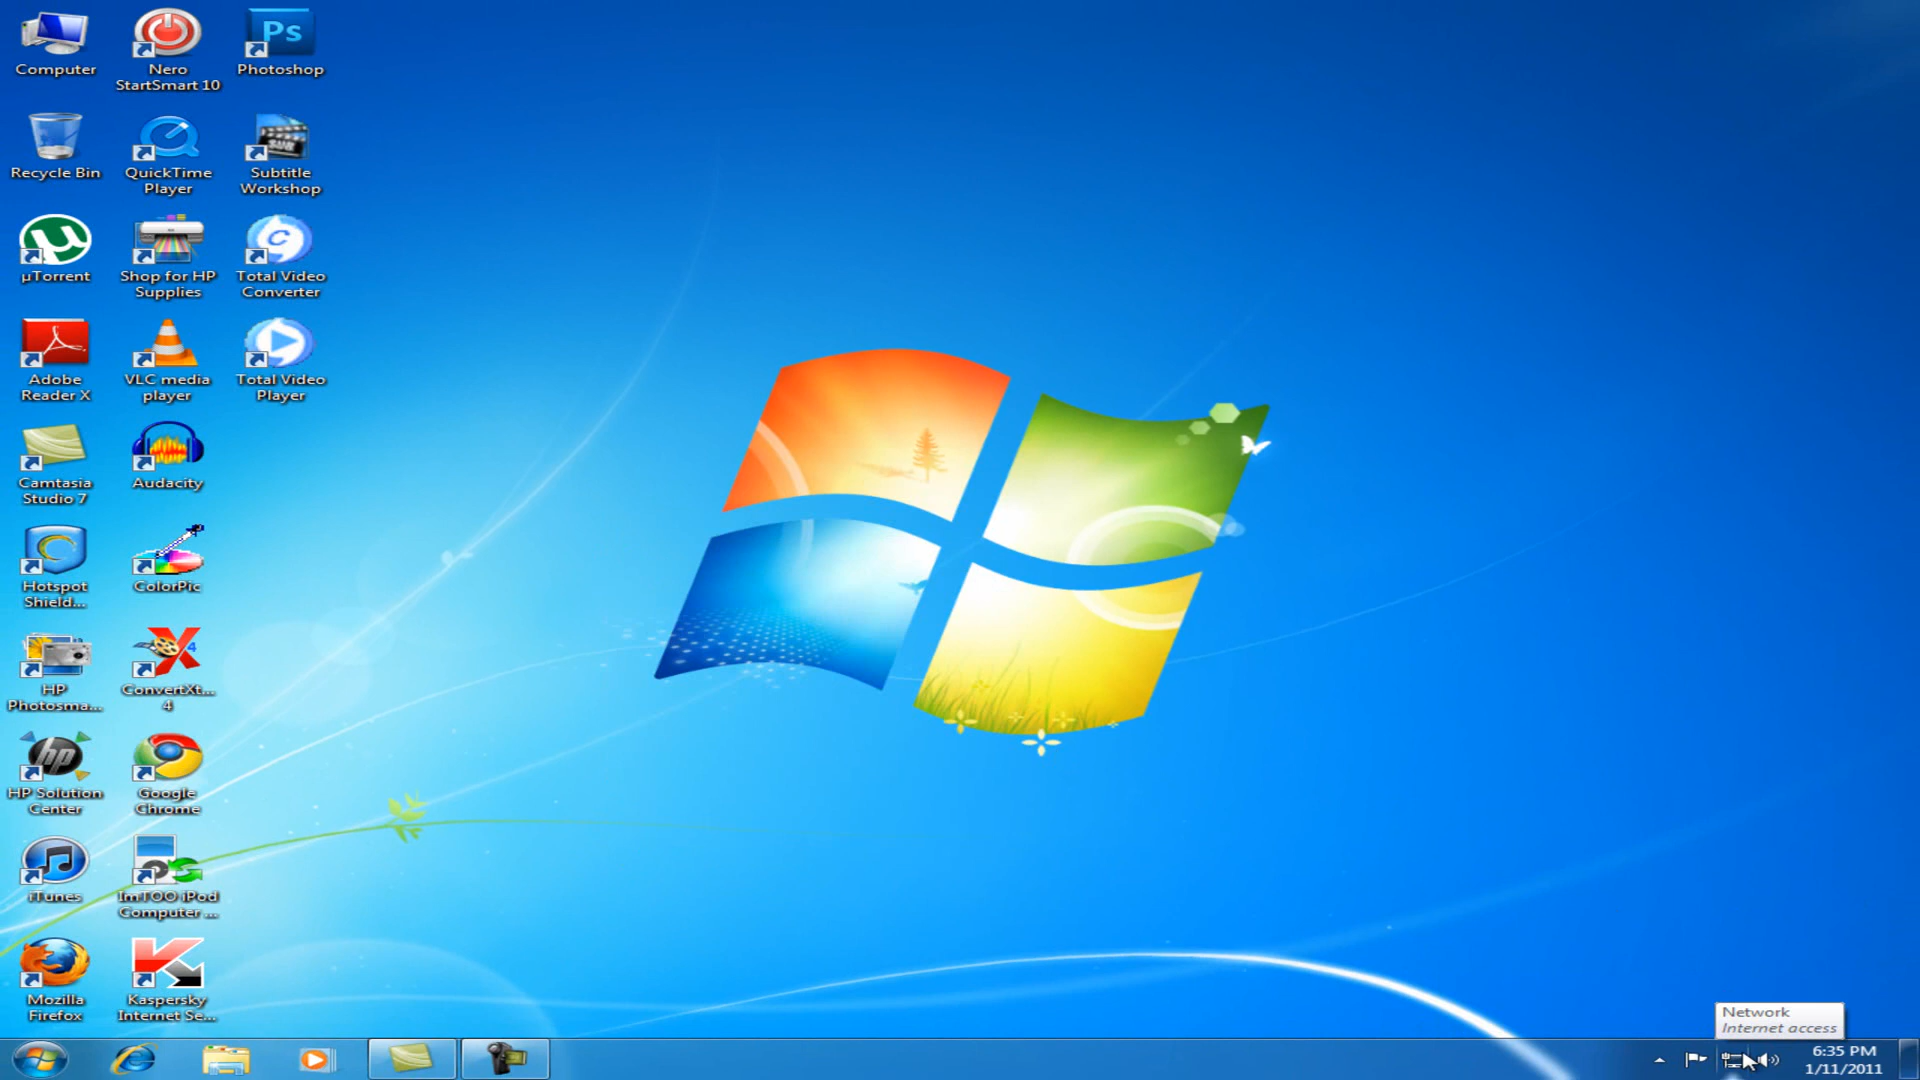 Computer
Nero
StartSmart 10
Ps
Photoshop
Recycle Bin
QuickTime
Player
Subtitle
Workshop
µTorrent
Shop for HP
Supplies
Total Video
Converter
Adobe
Reader X
VLC media
player
Total Video
Player
Camtasia
Studio 7
Audacity
Hotspot
Shield...
ColorPic
HP
Photosma...
4
ConvertXt...
4
hp
HP Solution
Center
Google
Chrome
iTunes
ImTOO iPod
Computer ...
Mozilla
Firefox
Kaspersky
Internet Se...
Network
Internet access
6:35 PM
1/11/2011